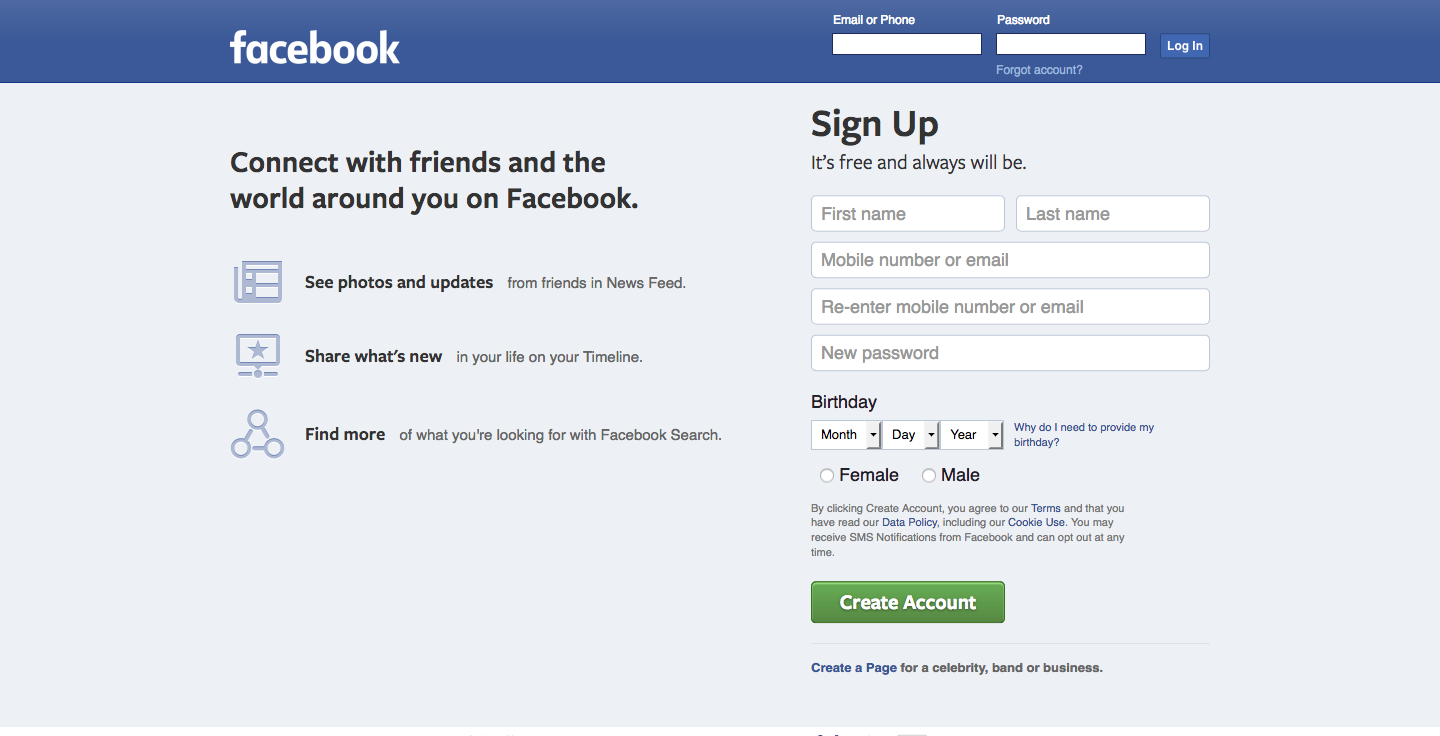 facebook
Email or Phone
Password
Log In
Forgot account?
Connect with friends and the
world around you on Facebook.
See photos and updates from friends in News Feed.
Share what's new in your life on your Timeline.
Find more of what you're looking for with Facebook Search.
Sign Up
It's free and always will be.
First name
Last name
Mobile number or email
Re-enter mobile number or email
New password
Birthday
Month
Day
Year
Why do I need to provide my
birthday?
Female
Male
By clicking Create Account, you agree to our Terms and that you
have read our Data Policy, including our Cookie Use. You may
receive SMS Notifications from Facebook and can opt out at any
time.
Create Account
Create a Page for a celebrity, band or business.